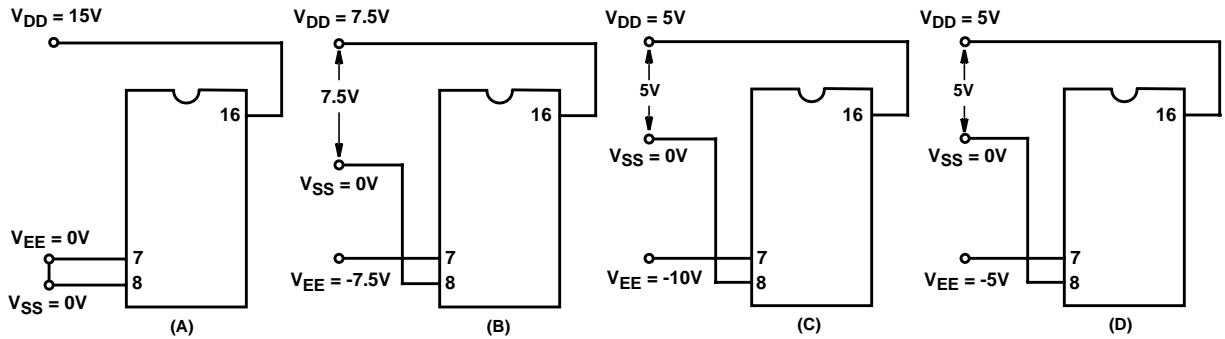 VDD = 15V
16
VEE = 0V
7
8
VSS = 0V
(A)
VDD = 7.5V
7.5V
16
VSS = 0V
7
VEE = -7.5V
8
(B)
VDD = 5V
5V
16
VSS = 0V
7
VEE = -10V
8
(C)
VDD = 5V
5V
16
VSS = 0V
7
VEE = -5V
8
(D)